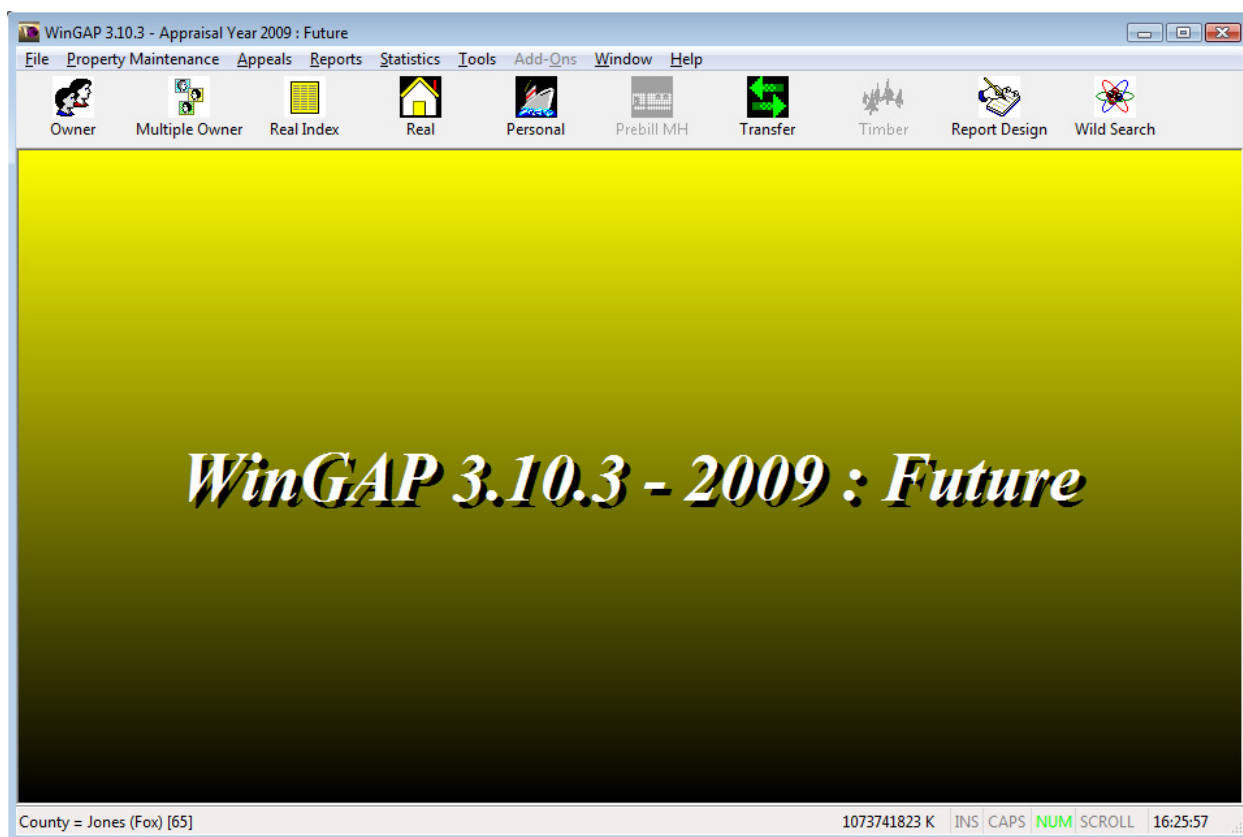 WinGAP 3.10.3 - Appraisal Year 2009 : Future
File Property Maintenance Appeals Reports Statistics Tools Add-Ons Window Help
Owner Multiple Owner Real Index Real Personal Prebill MH Transfer Timber Report Design Wild Search
WinGAP 3.10.3 - 2009 : Future
County = Jones (Fox) [65] 1073741823 K INS CAPS NUM SCROLL 16:25:57